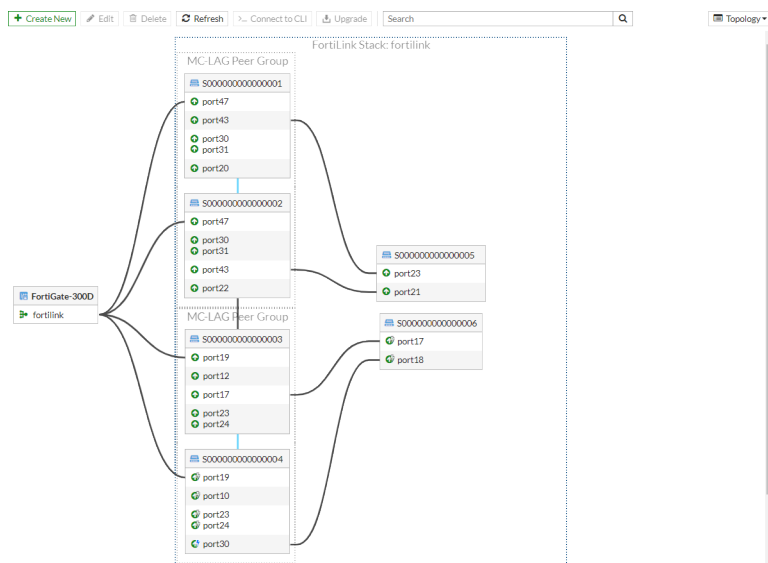 Create New Edit Delete Refresh Connect to CLI Upgrade Search Topology
FortiLink Stack: fortilink
MC-LAG Peer Group
S000000000000001
port47
port43
port30
port31
port20
S000000000000002
port47
port30
port31
port43
port22
S000000000000005
port23
port21
FortiGate-300D
fortilink
MC-LAG Peer Group
S000000000000003
port19
port12
port17
port23
port24
S000000000000006
port17
port18
S000000000000004
port19
port10
port23
port24
port30